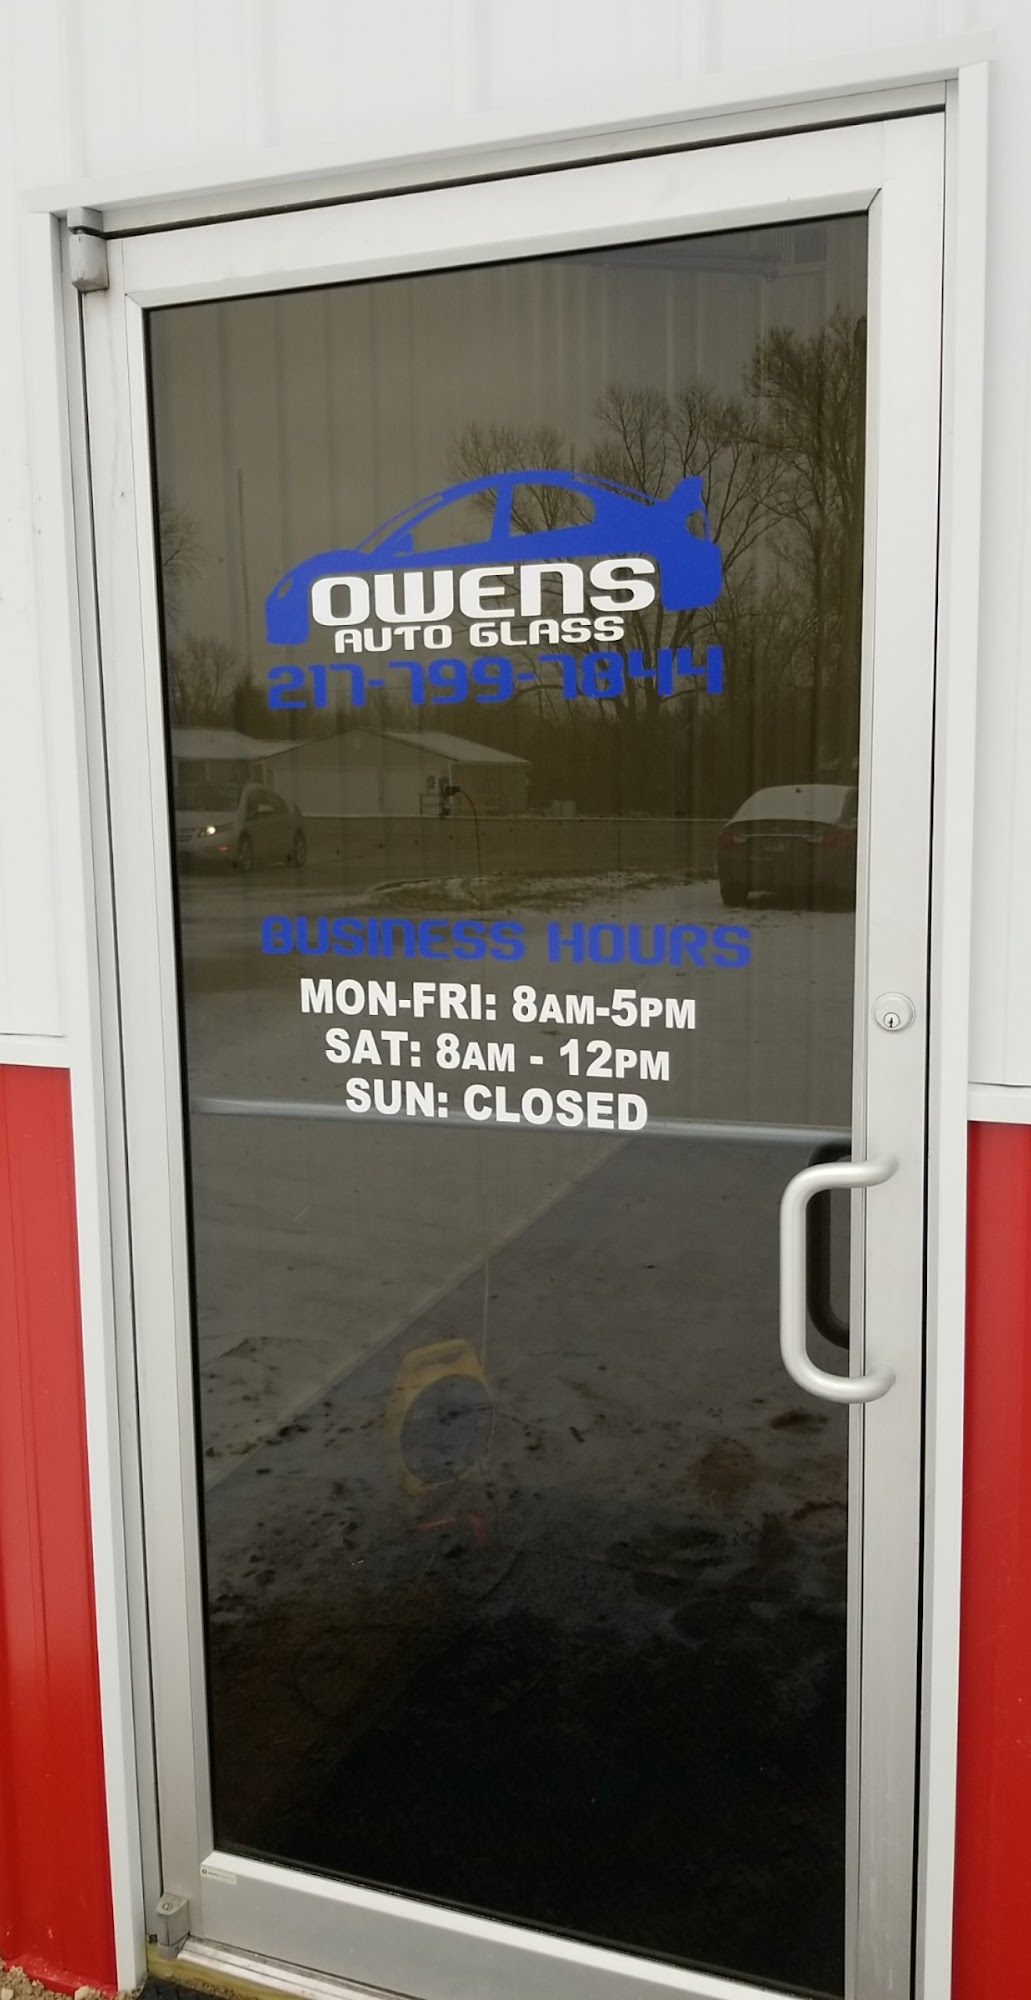 OWENS
AUTO GLASS
217-799-7844
BUSINESS HOURS
MON-FRI: 8AM-5PM
SAT: 8AM - 12PM
SUN: CLOSED